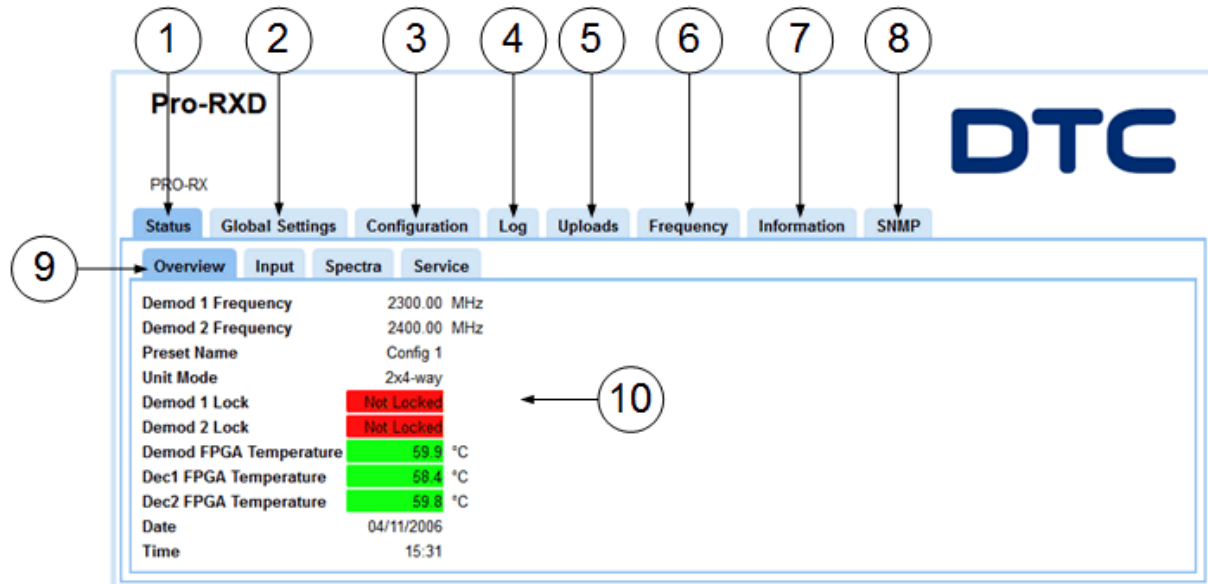 1 2 3 4 5 6 7 8
Pro-RXD
DTC
PRO-RX
Status Global Settings Configuration Log Uploads Frequency Information SNMP
9
Overview Input Spectra Service
Demod 1 Frequency 2300.00 MHz
Demod 2 Frequency 2400.00 MHz
Preset Name Config 1
Unit Mode 2x4-way
Demod 1 Lock Not Locked
10
Demod 2 Lock Not Locked
Demod FPGA Temperature 59.9 °C
Dec1 FPGA Temperature 58.4 °C
Dec2 FPGA Temperature 59.8 °C
Date 04/11/2006
Time 15:31